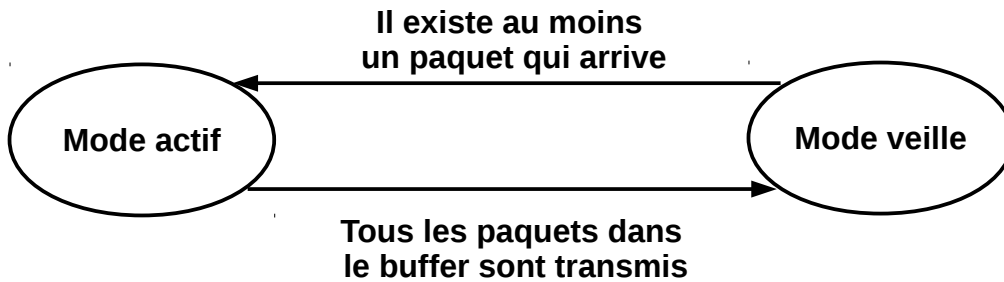 Il existe au moins
un paquet qui arrive
Mode actif
Mode veille
Tous les paquets dans
le buffer sont transmis